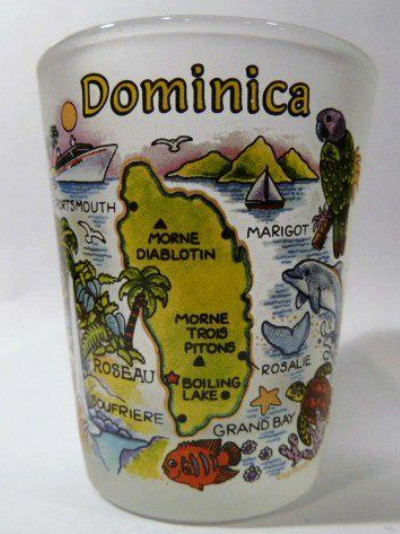 Dominica
PORTSMOUTH
MARIGOT
MORNE
DIABLOTIN
MORNE
TROIS
PITONS
ROSALIE
ROSEAU
BOILING
LAKE
SOUFRIERE
GRAND BAY